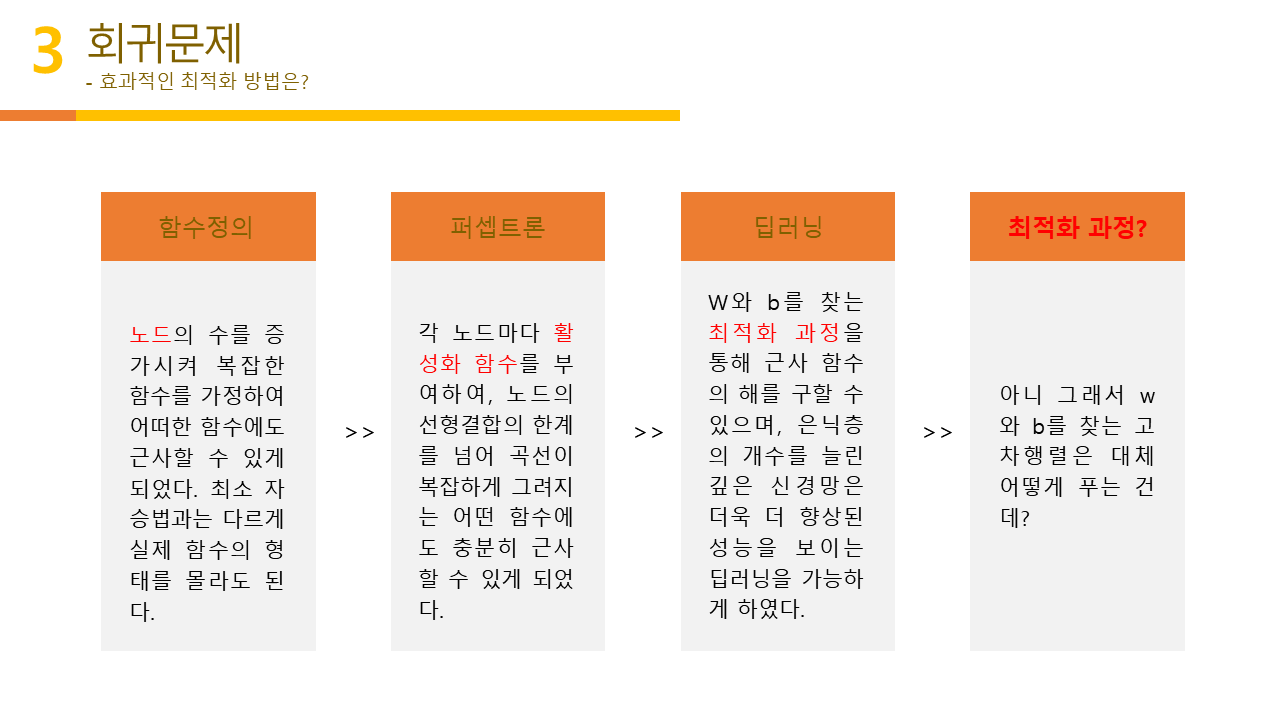 3 회귀문제
- 효과적인 최적화 방법은?
함수정의
노드의 수를 증
가시켜 복잡한
함수를 가정하여
어떠한 함수에도
근사할 수 있게
되었다. 최소 자
승법과는 다르게
실제 함수의 형
태를 몰라도 된
다.
>>
퍼셉트론
각 노드마다 활
성화 함수를 부
여하여, 노드의
선형결합의 한계
를 넘어 곡선이
복잡하게 그려지
는 어떤 함수에
도 충분히 근사
할 수 있게 되었
다.
>>
딥러닝
W와 b를 찾는
최적화 과정을
통해 근사 함수
의 해를 구할 수
있으며, 은닉층
의 개수를 늘린
깊은 신경망은
더욱 더 향상된
성능을 보이는
딥러닝을 가능하
게 하였다.
>>
최적화 과정?
아니 그래서 w
와 b를 찾는 고
차행렬은 대체
어떻게 푸는 건
데?